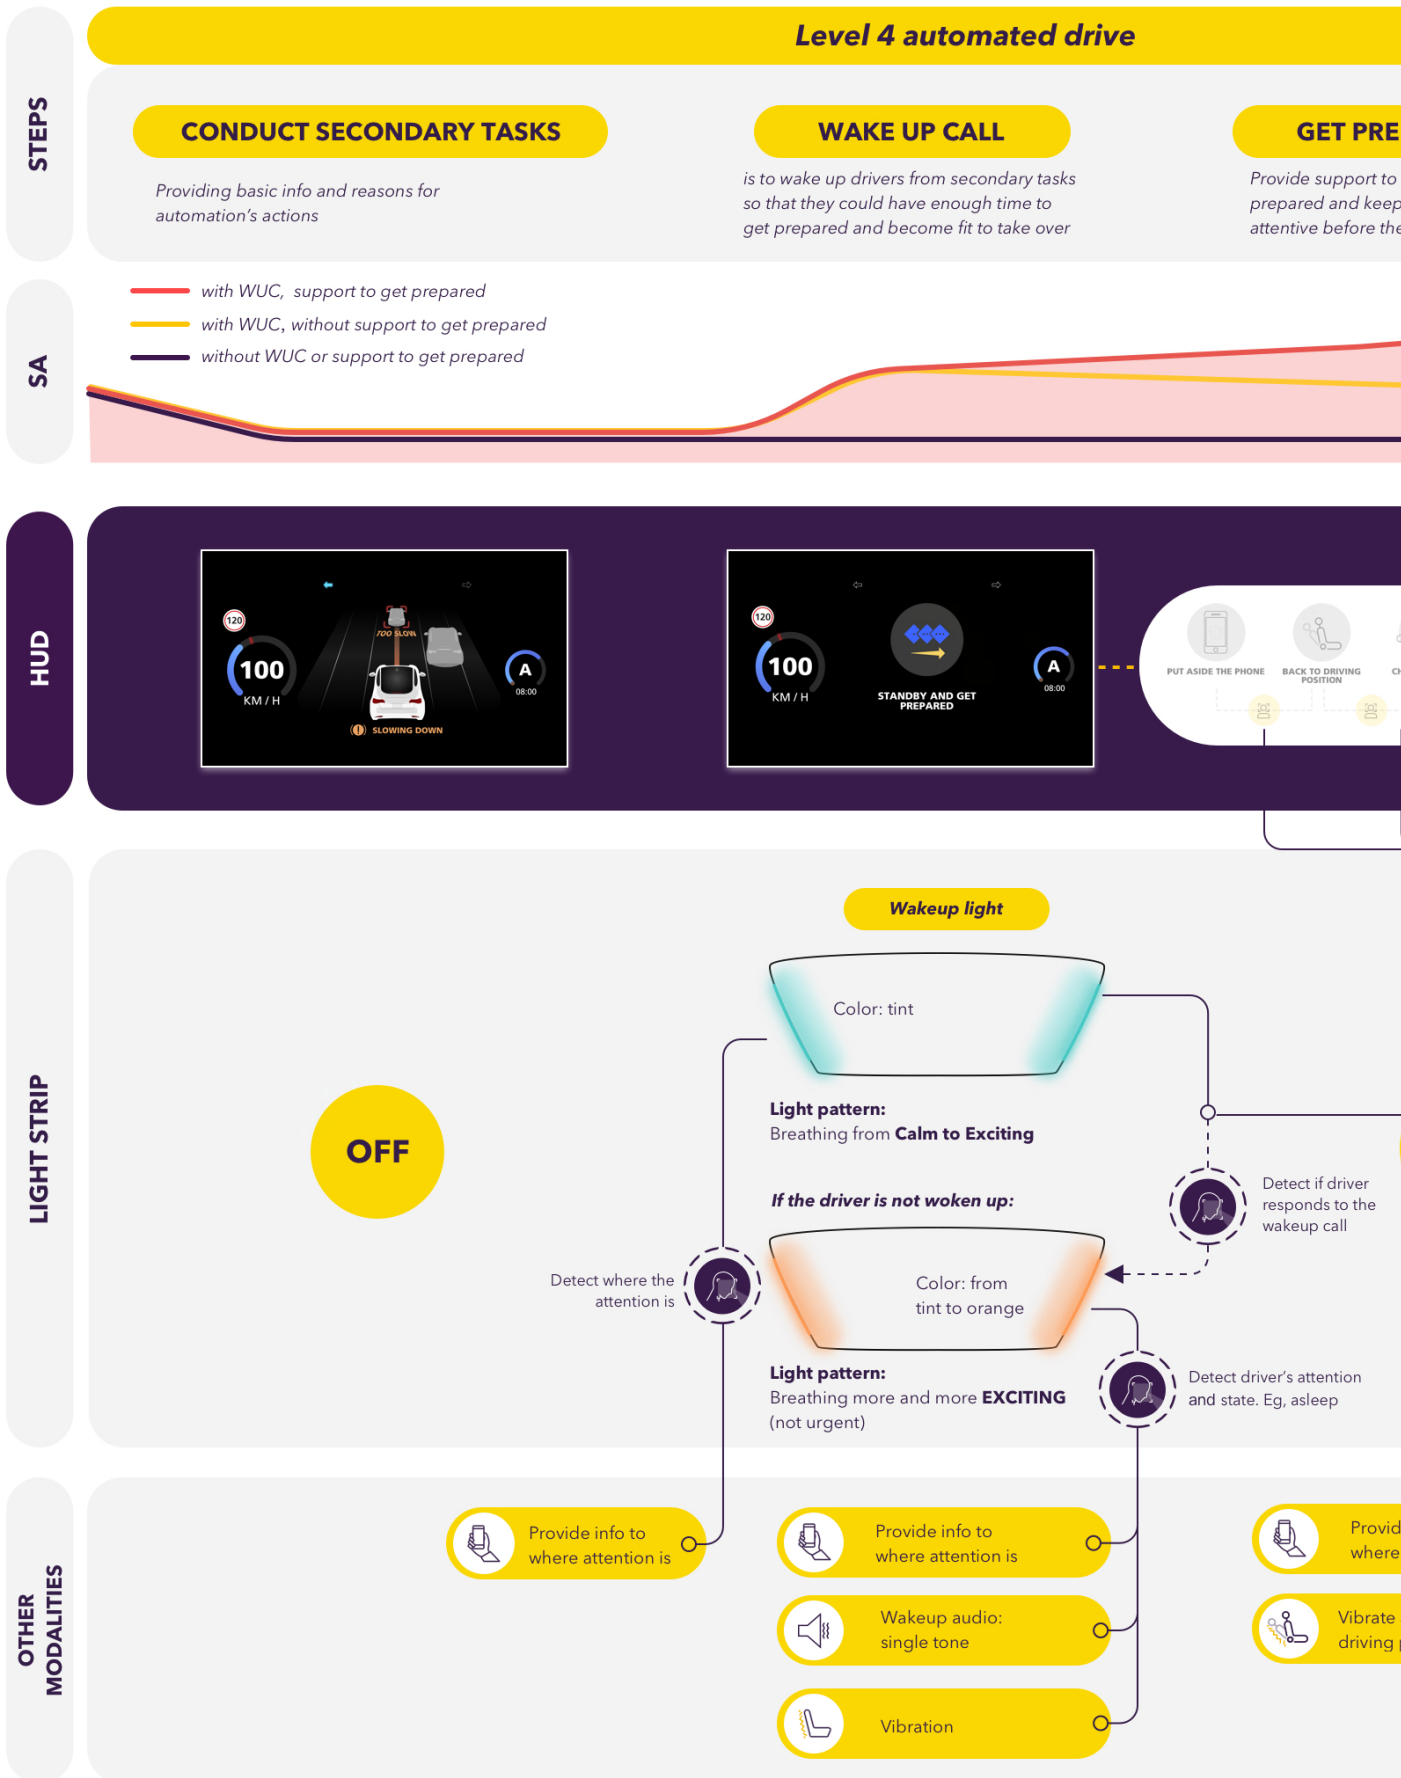 STEPS
Level 4 automated drive
CONDUCT SECONDARY TASKS
Providing basic info and reasons for
automation's actions
WAKE UP CALL
is to wake up drivers from secondary tasks
so that they could have enough time to
get prepared and become fit to take over
GET PRE
Provide support to
prepared and keep
attentive before the
SA
with WUC, support to get prepared
with WUC, without support to get prepared
without WUC or support to get prepared
HUD
120
100
KM / H
TOO SLOW
SLOWING DOWN
A
08:00
120
100
KM / H
STANDBY AND GET
PREPARED
A
08:00
PUT ASIDE THE PHONE
BACK TO DRIVING
POSITION
CH
LIGHT STRIP
OFF
Wakeup light
Color: tint
Light pattern:
Breathing from Calm to Exciting
If the driver is not woken up:
Detect if driver
responds to the
wakeup call
Detect where the
attention is
Color: from
tint to orange
Light pattern:
Breathing more and more EXCITING
(not urgent)
Detect driver's attention
and state. Eg, asleep
OTHER
MODALITIES
Provide info to
where attention is
Provide info to
where attention is
Wakeup audio:
single tone
Vibration
Provid
where
Vibrate
driving p